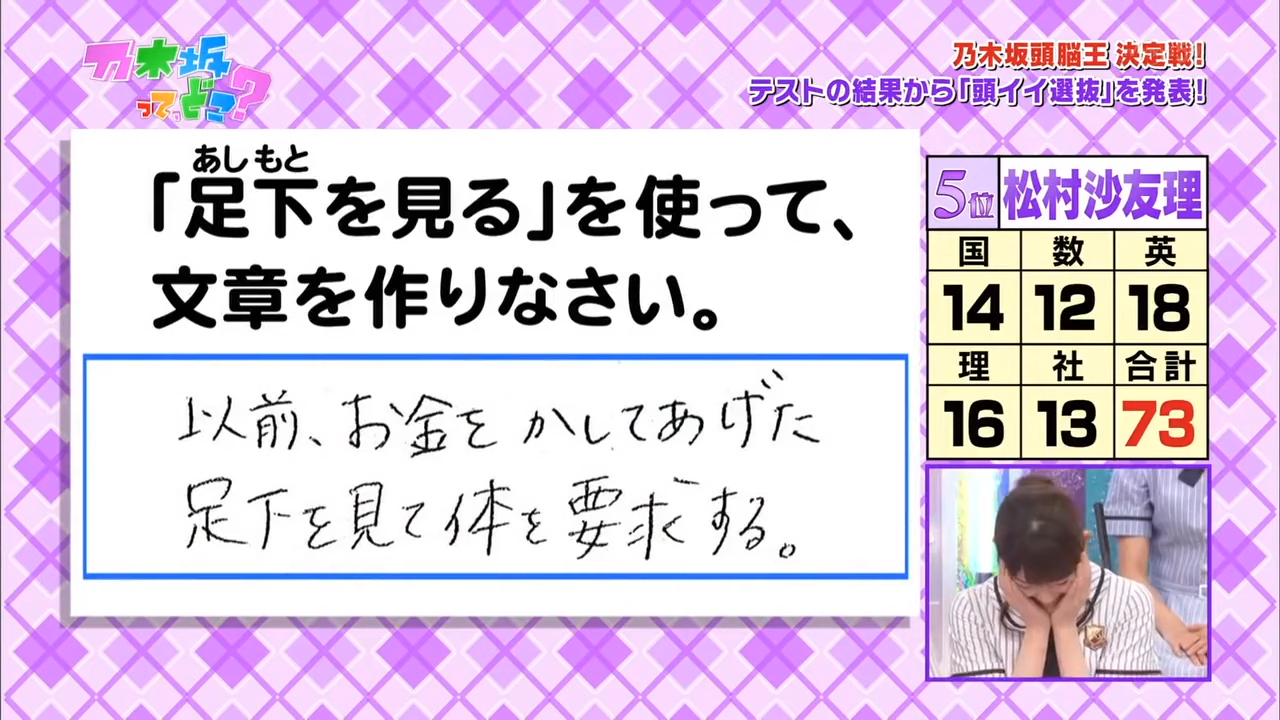 乃木坂
って、どこ?
乃木坂頭脳王 決定戦!
テストの結果から「頭イイ選抜」を発表!
あしもと
「足下を見る」を使って、
文章を作りなさい。
以前、お金をかしてあげた
足下を見て体を要求する。
5位 松村沙友理
国 数 英
14 12 18
理 社 合計
16 13 73